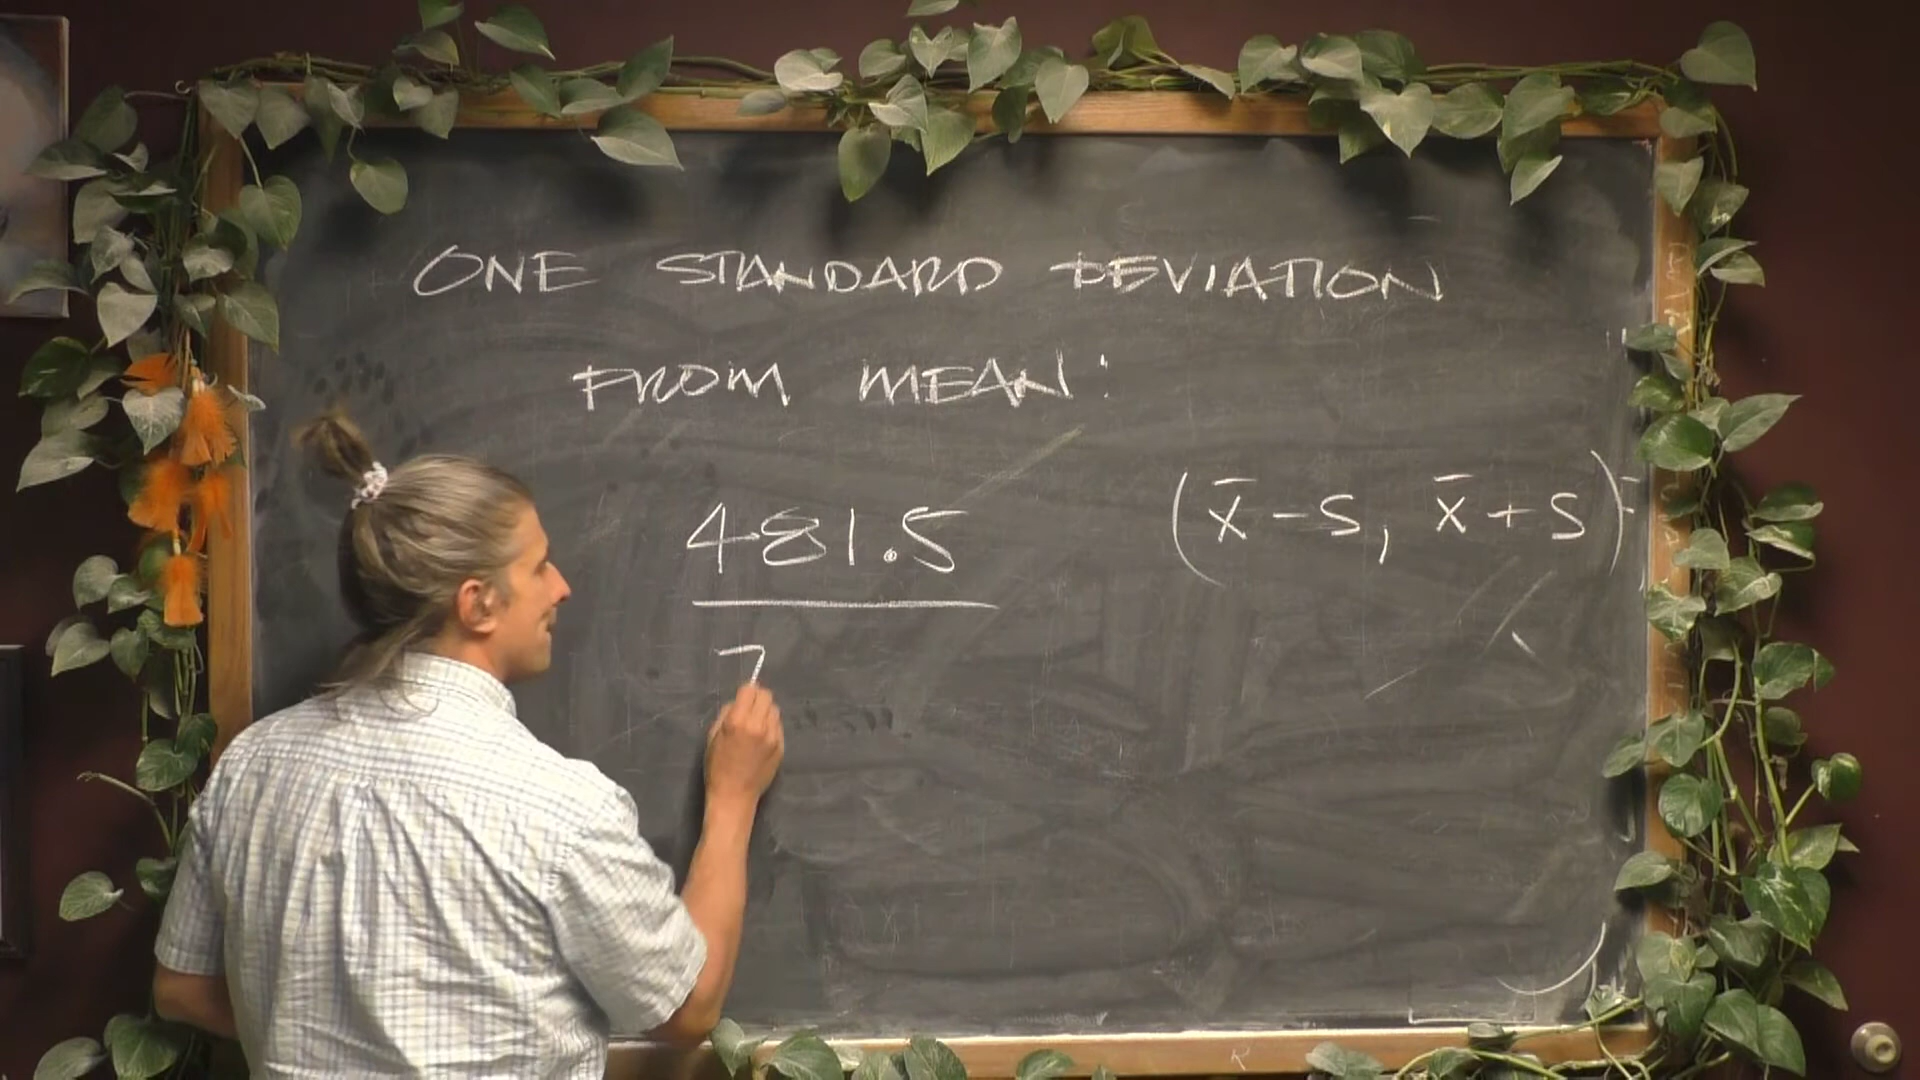 ONE STANDARD DEVIATION
FROM MEAN:
481.5
7
(x̄ - S, x̄ + S)